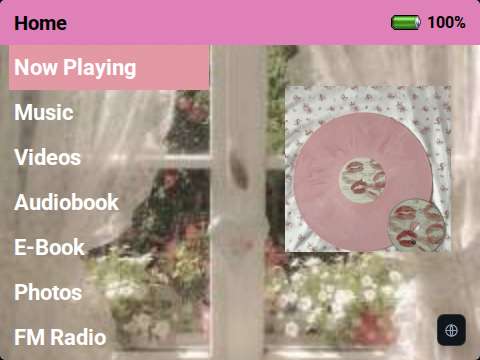 Home
100%
Now Playing
Music
Videos
Audiobook
E-Book
Photos
FM Radio